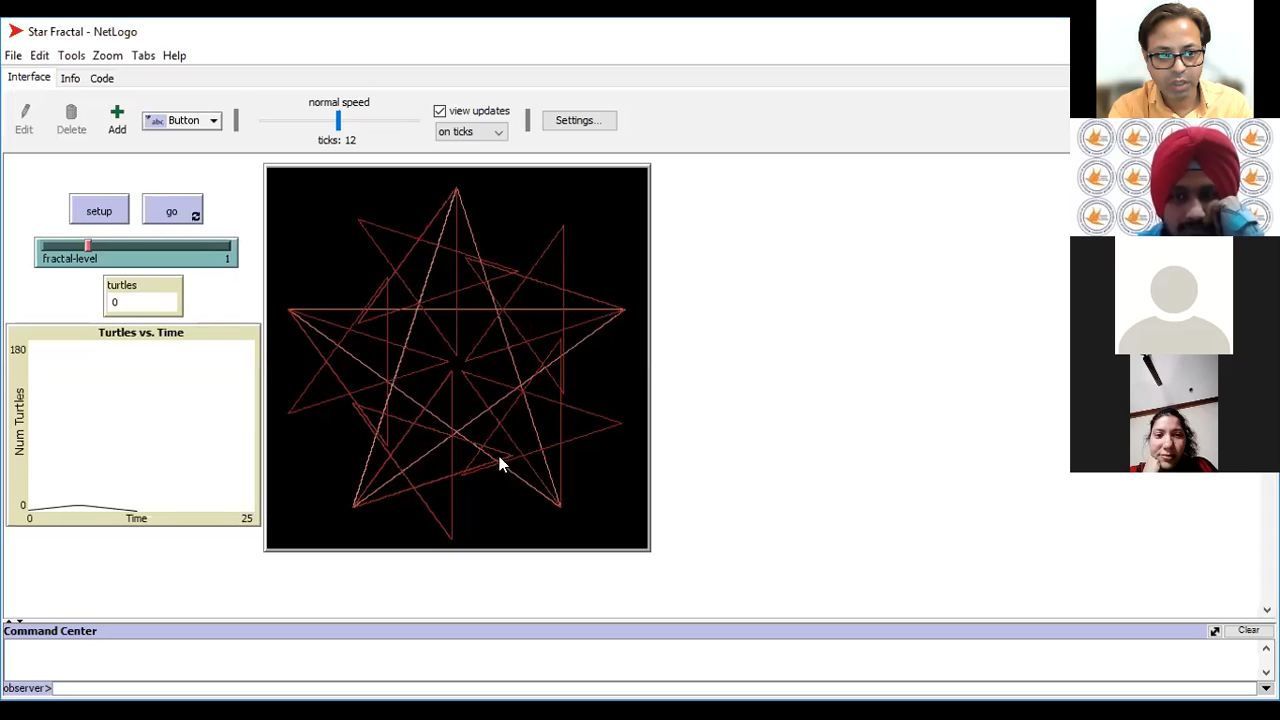 Star Fractal - NetLogo
File Edit Tools Zoom Tabs Help
Interface Info Code
Edit
Delete
Add
abc Button
normal speed
ticks: 12
view updates
on ticks
Settings...
setup
go
fractal-level 1
turtles
0
Turtles vs. Time
180
Num Turtles
0
0 Time 25
Command Center
Clear
observer>